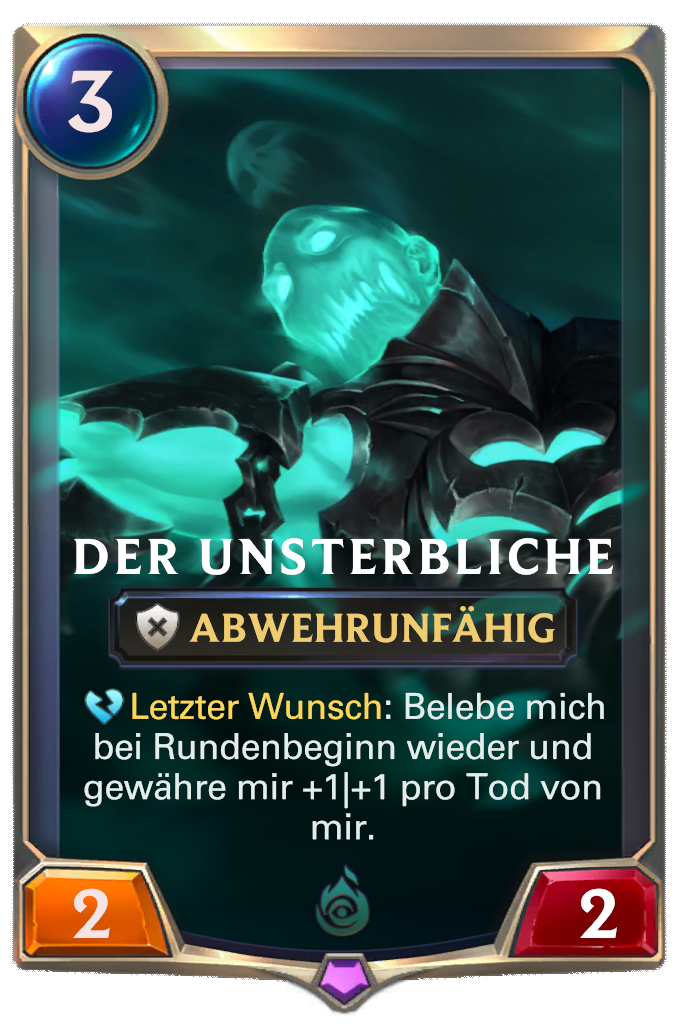 3
DER UNSTERBLICHE
ABWEHRUNFÄHIG
Letzter Wunsch: Belebe mich
bei Rundenbeginn wieder und
gewähre mir +1|+1 pro Tod von
mir.
2
2